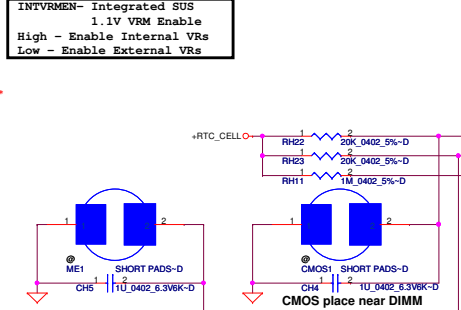 INTVRMEN- Integrated SUS
1.1V VRM Enable
High - Enable Internal VRs
Low - Enable External VRs
+RTC_CELL
1 2
RH22 20K_0402_5%~D
1 2
RH23 20K_0402_5%~D
1 2
RH11 1M_0402_5%~D
1 2 1 2
@ @
ME1 SHORT PADS~D CMOS1 SHORT PADS~D
1 2 1 2
CH5 1U_0402_6.3V6K~D CH4 1U_0402_6.3V6K~D
CMOS place near DIMM